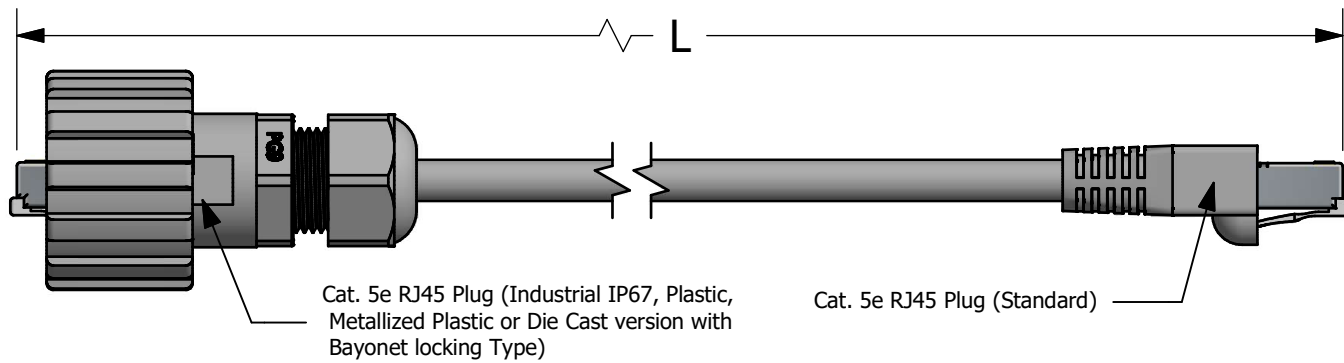 L
PG9
Cat. 5e RJ45 Plug (Industrial IP67, Plastic,
Metallized Plastic or Die Cast version with
Bayonet locking Type)
Cat. 5e RJ45 Plug (Standard)